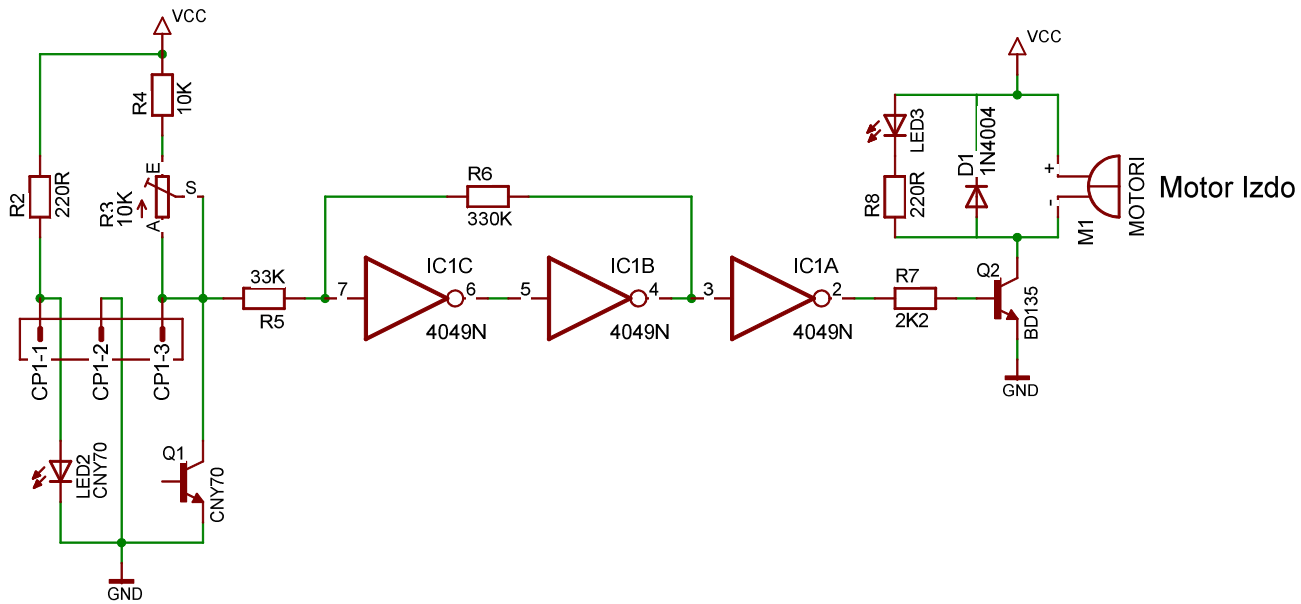 VCC
R4
10K
R2
220R
R3
10K
E
S
A
CP1-1
CP1-2
CP1-3
LED2
CNY70
Q1
CNY70
GND
33K
R5
R6
330K
7
IC1C
6
4049N
5
IC1B
4
4049N
3
IC1A
2
4049N
R7
2K2
Q2
BD135
GND
VCC
LED3
R8
220R
D1
1N4004
+
-
M1
MOTORI
Motor Izdo